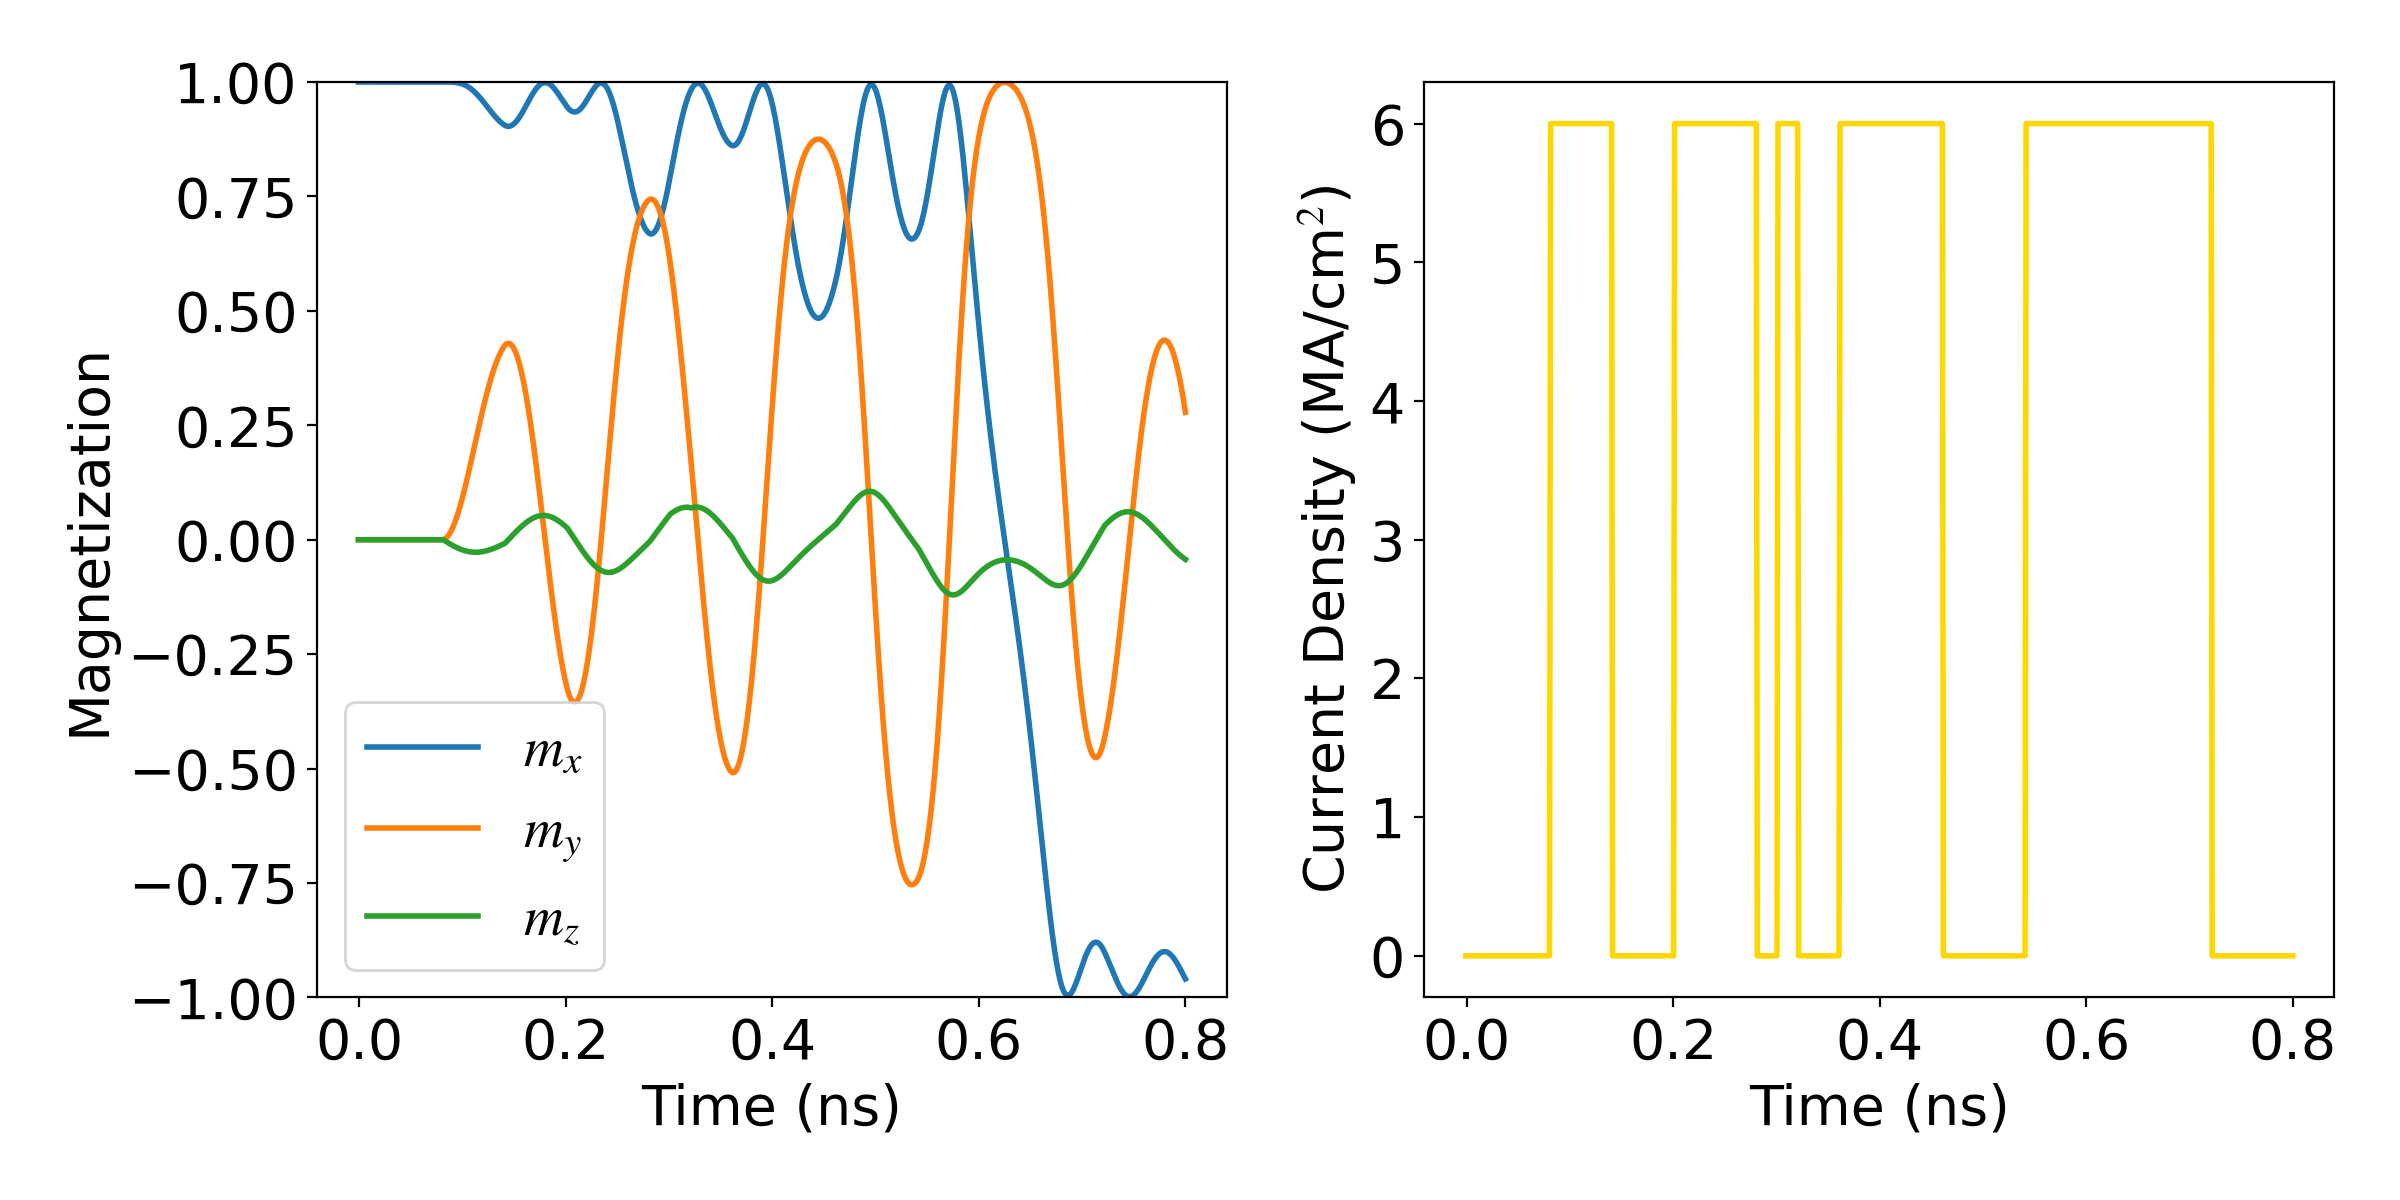 1.00
0.75
0.50
0.25
0.00
−0.25
−0.50
−0.75
−1.00
Magnetization
m_x
m_y
m_z
0.0 0.2 0.4 0.6 0.8
Time (ns)
6
5
4
3
2
1
0
Current Density (MA/cm²)
0.0 0.2 0.4 0.6 0.8
Time (ns)